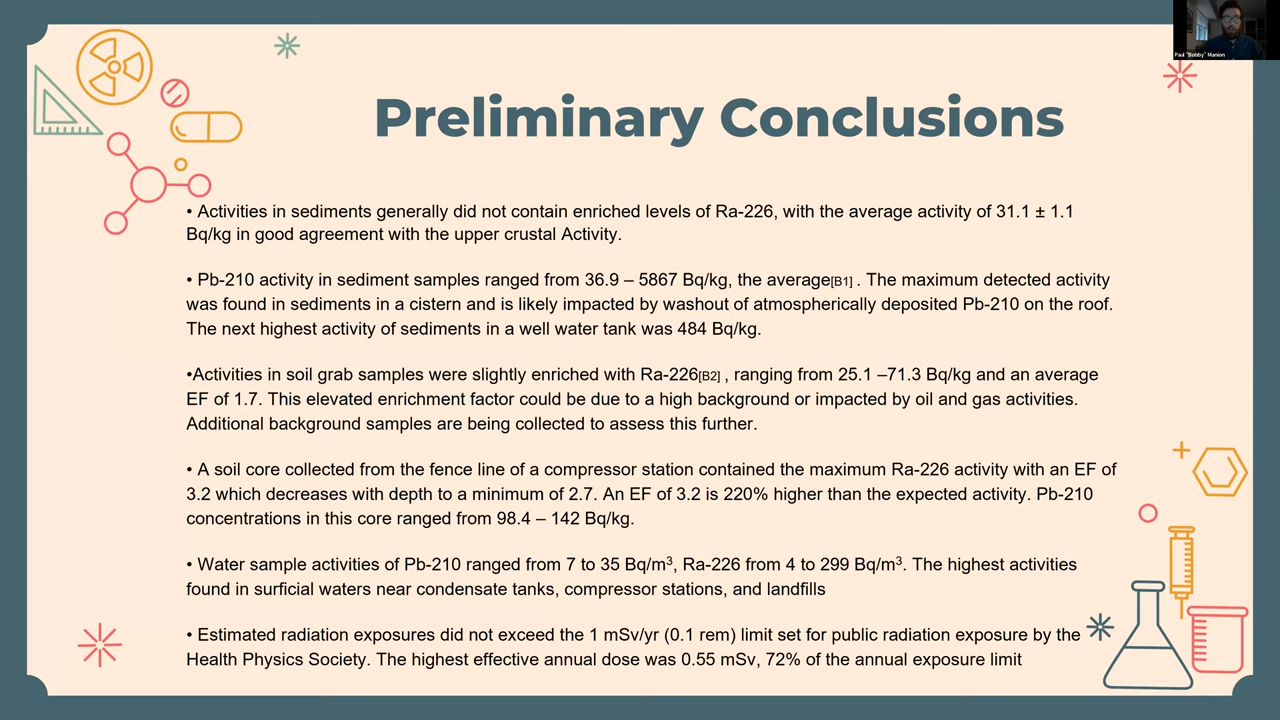 Paul "Bobby" Manion
Preliminary Conclusions
• Activities in sediments generally did not contain enriched levels of Ra-226, with the average activity of 31.1 ± 1.1
Bq/kg in good agreement with the upper crustal Activity.
• Pb-210 activity in sediment samples ranged from 36.9 – 5867 Bq/kg, the average[B1] . The maximum detected activity
was found in sediments in a cistern and is likely impacted by washout of atmospherically deposited Pb-210 on the roof.
The next highest activity of sediments in a well water tank was 484 Bq/kg.
•Activities in soil grab samples were slightly enriched with Ra-226[B2] , ranging from 25.1 –71.3 Bq/kg and an average
EF of 1.7. This elevated enrichment factor could be due to a high background or impacted by oil and gas activities.
Additional background samples are being collected to assess this further.
• A soil core collected from the fence line of a compressor station contained the maximum Ra-226 activity with an EF of
3.2 which decreases with depth to a minimum of 2.7. An EF of 3.2 is 220% higher than the expected activity. Pb-210
concentrations in this core ranged from 98.4 – 142 Bq/kg.
• Water sample activities of Pb-210 ranged from 7 to 35 Bq/m³, Ra-226 from 4 to 299 Bq/m³. The highest activities
found in surficial waters near condensate tanks, compressor stations, and landfills
• Estimated radiation exposures did not exceed the 1 mSv/yr (0.1 rem) limit set for public radiation exposure by the
Health Physics Society. The highest effective annual dose was 0.55 mSv, 72% of the annual exposure limit